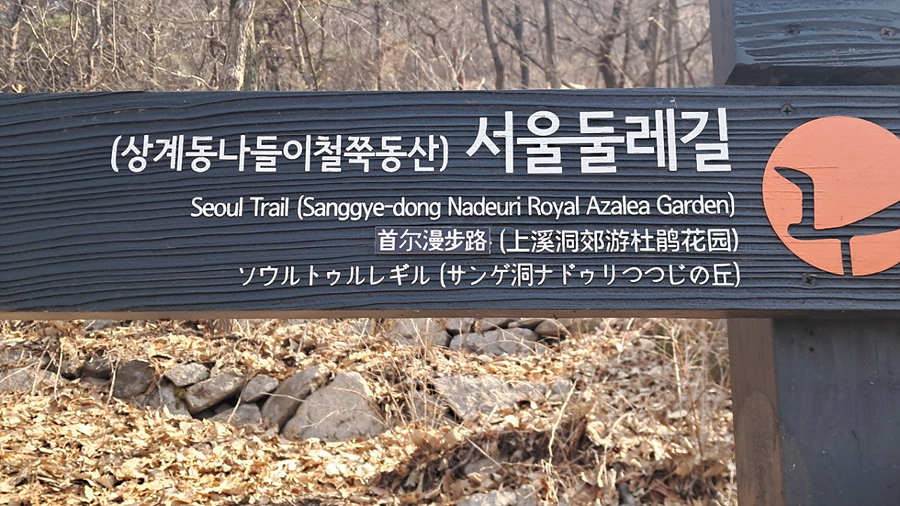 (상계동나들이철쭉동산) 서울둘레길
Seoul Trail (Sanggye-dong Nadeuri Royal Azalea Garden)
首尔漫步路 (上溪洞郊游杜鹃花园)
ソウルトゥルレギル (サンゲ洞ナドゥリつつじの丘)